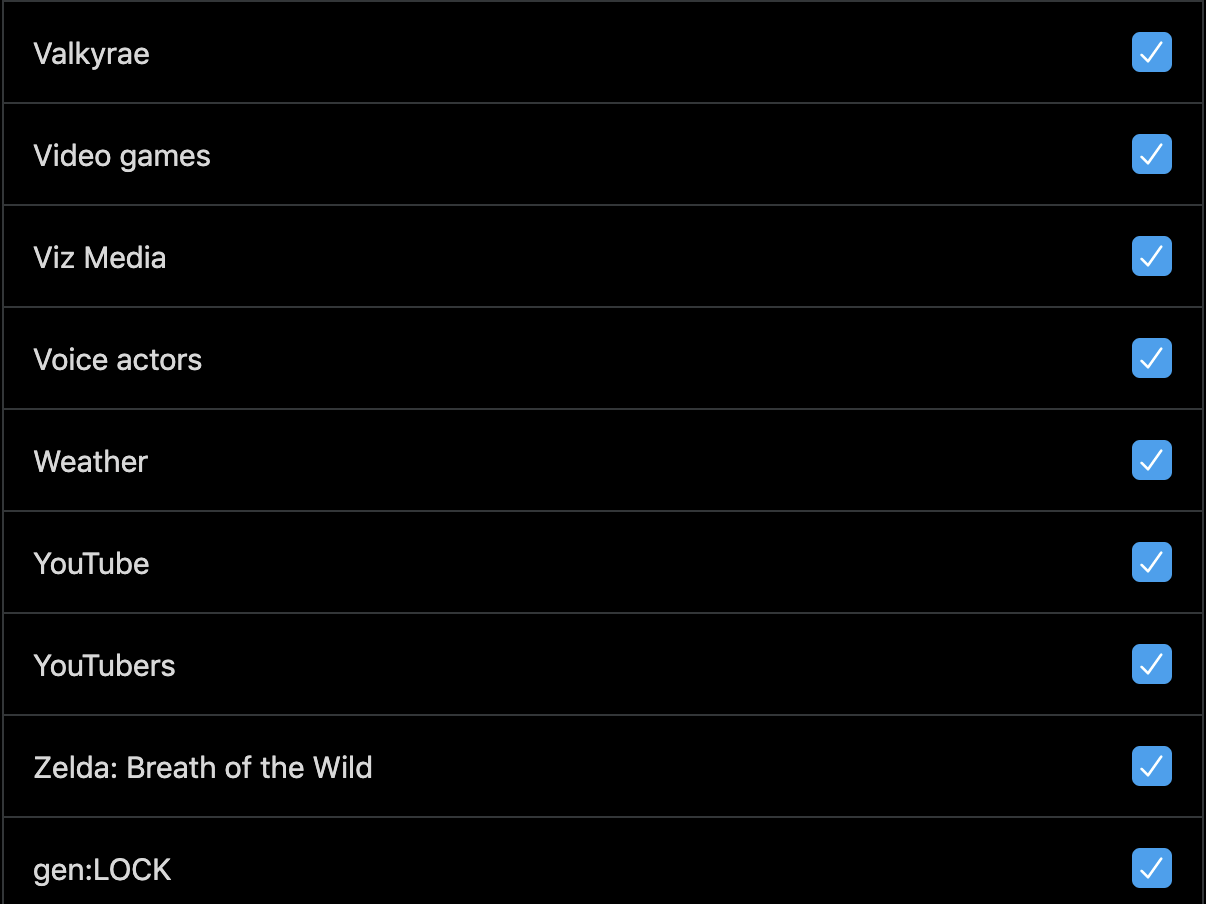 Valkyrae
Video games
Viz Media
Voice actors
Weather
YouTube
YouTubers
Zelda: Breath of the Wild
gen:LOCK